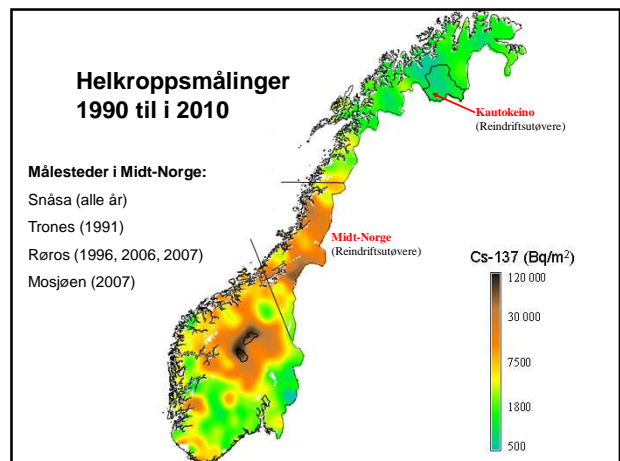 Helkroppsmålinger
1990 til i 2010
Kautokeino
(Reindriftsutøvere)
Målesteder i Midt-Norge:
Snåsa (alle år)
Trones (1991)
Røros (1996, 2006, 2007)
Mosjøen (2007)
Midt-Norge
(Reindriftsutøvere)
Cs-137 (Bq/m²)
120 000
30 000
7500
1800
500